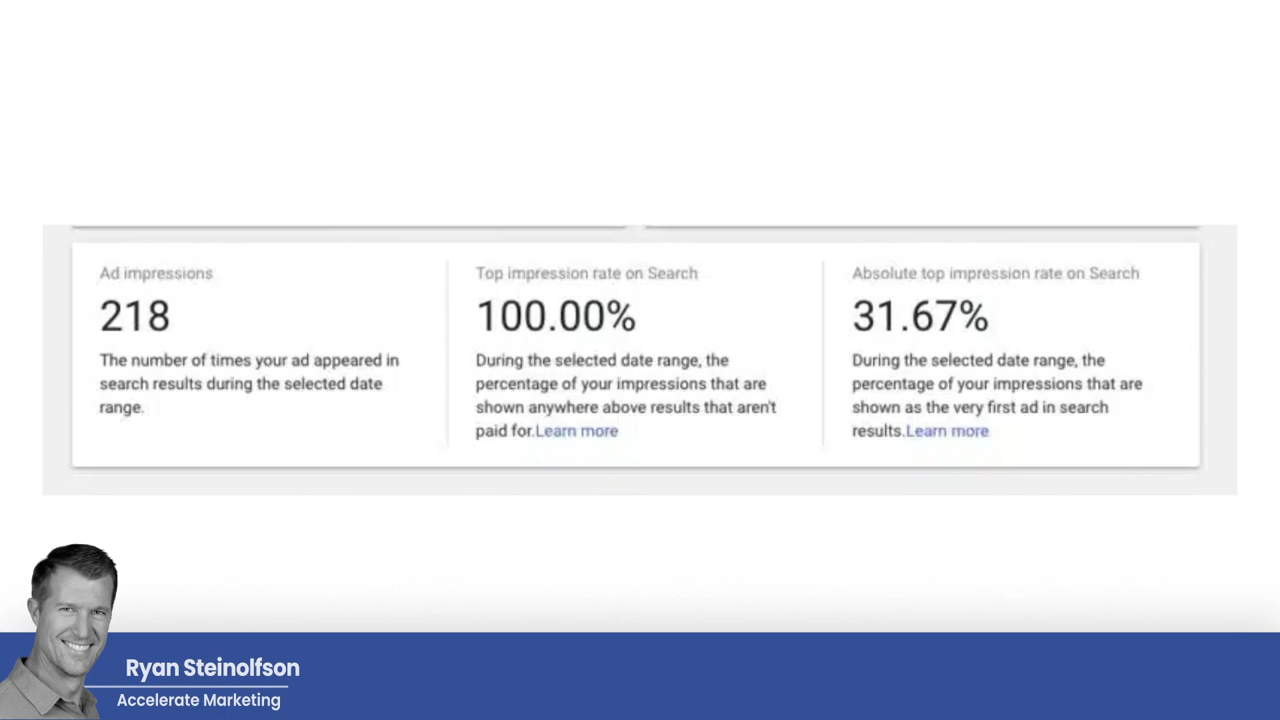 Ad impressions
218
The number of times your ad appeared in
search results during the selected date
range.
Top impression rate on Search
100.00%
During the selected date range, the
percentage of your impressions that are
shown anywhere above results that aren't
paid for.Learn more
Absolute top impression rate on Search
31.67%
During the selected date range, the
percentage of your impressions that are
shown as the very first ad in search
results.Learn more
Ryan Steinolfson
Accelerate Marketing